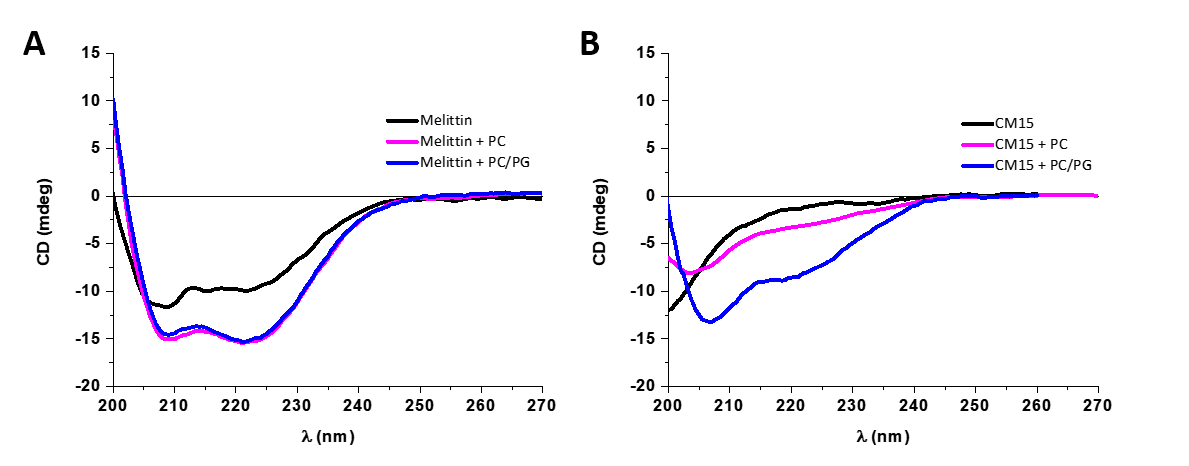 A
B
CD (mdeg)
15
10
5
0
-5
-10
-15
-20
Melittin
Melittin + PC
Melittin + PC/PG
200 210 220 230 240 250 260 270
λ (nm)
CD (mdeg)
15
10
5
0
-5
-10
-15
-20
CM15
CM15 + PC
CM15 + PC/PG
200 210 220 230 240 250 260 270
λ (nm)